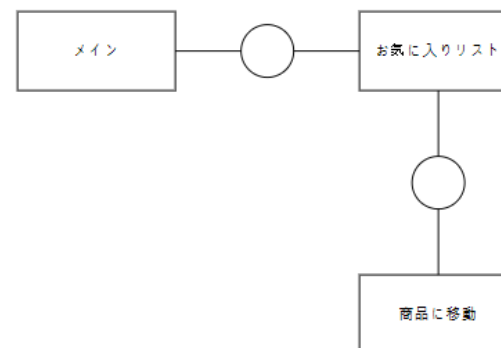 メイン
お気に入りリスト
商品に移動